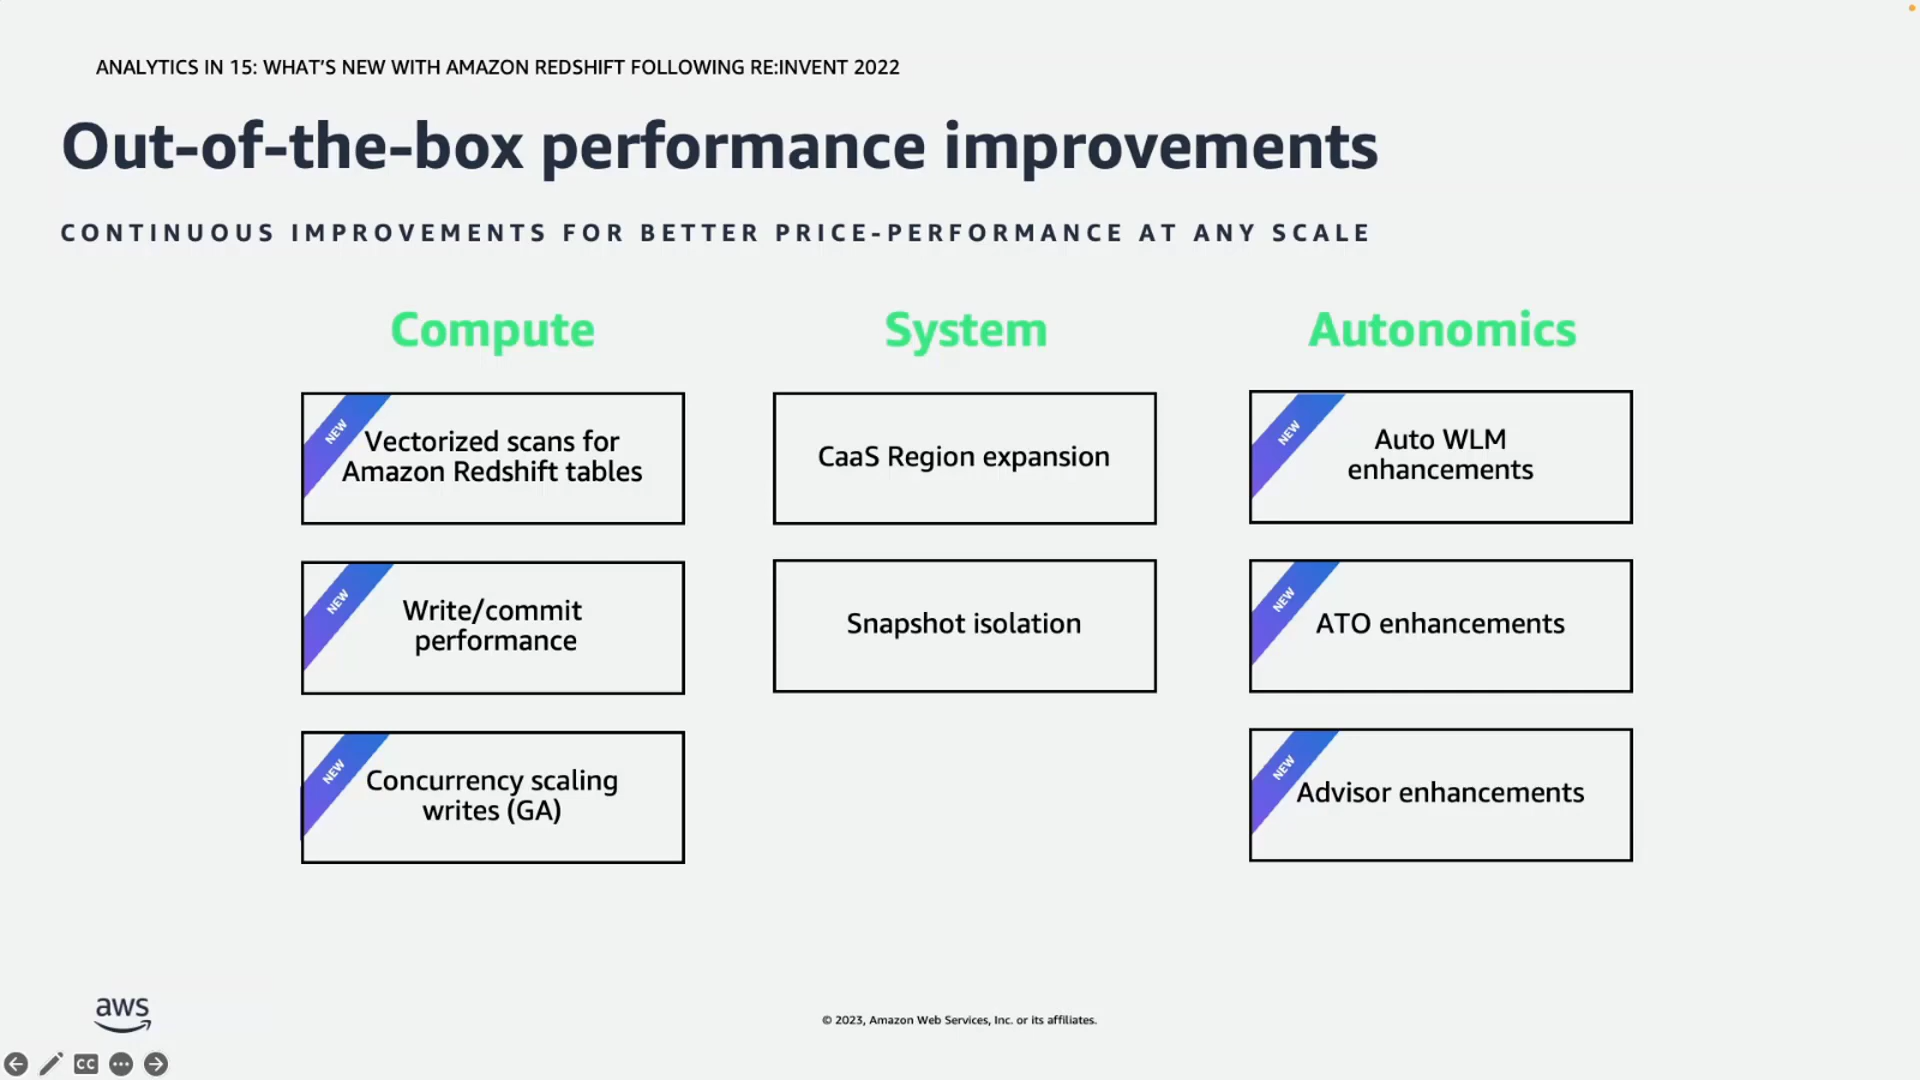 ANALYTICS IN 15: WHAT'S NEW WITH AMAZON REDSHIFT FOLLOWING RE:INVENT 2022
Out-of-the-box performance improvements
CONTINUOUS IMPROVEMENTS FOR BETTER PRICE-PERFORMANCE AT ANY SCALE
Compute
NEW
Vectorized scans for
Amazon Redshift tables
NEW
Write/commit
performance
NEW
Concurrency scaling
writes (GA)
System
CaaS Region expansion
Snapshot isolation
Autonomics
NEW
Auto WLM
enhancements
NEW
ATO enhancements
NEW
Advisor enhancements
aws
© 2023, Amazon Web Services, Inc. or its affiliates.
CC